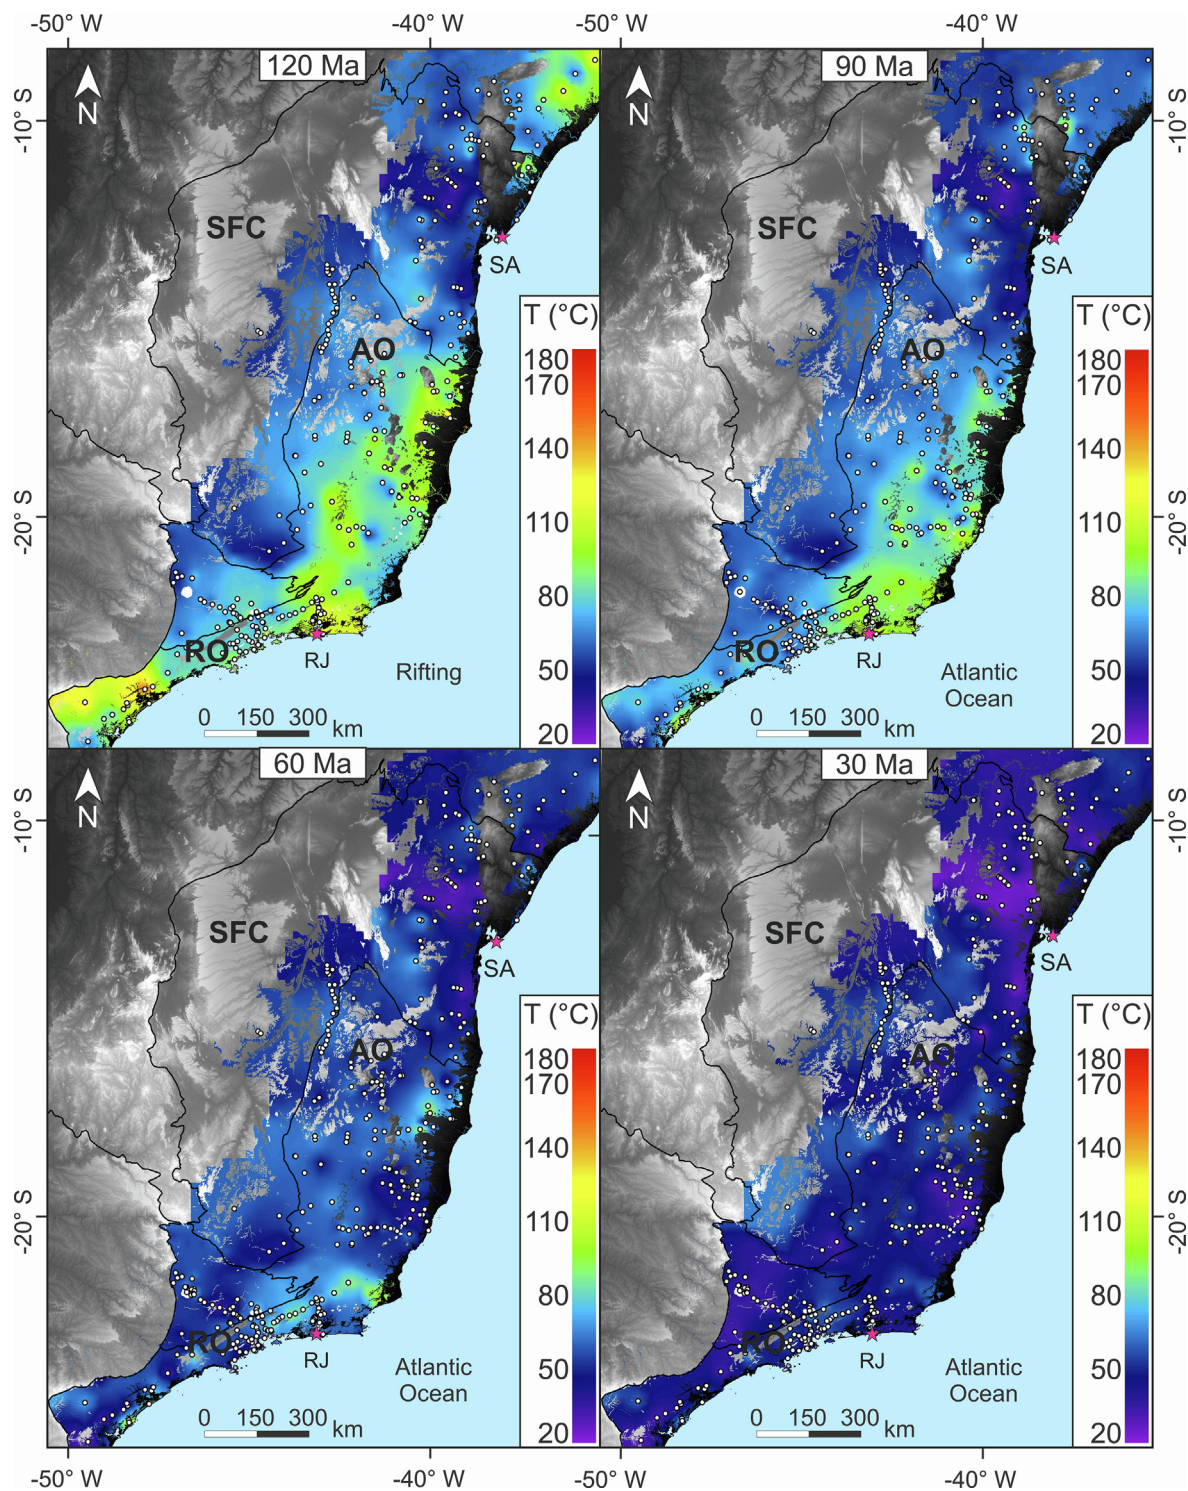 -50° W
-40° W
-50° W
-40° W
120 Ma
90 Ma
N
N
-10° S
-10° S
SFC
SFC
SA
SA
T (°C)
T (°C)
AO
AO
180
180
170
170
140
140
110
110
-20° S
-20° S
80
80
50
50
20
20
RO
RJ
RO
RJ
Rifting
Atlantic
Ocean
0 150 300 km
0 150 300 km
60 Ma
30 Ma
N
N
-10° S
-10° S
SFC
SFC
SA
SA
T (°C)
T (°C)
AO
AO
180
180
170
170
140
140
110
110
-20° S
-20° S
80
80
50
50
20
20
RO
RJ
RO
RJ
Atlantic
Ocean
Atlantic
Ocean
0 150 300 km
0 150 300 km
-50° W
-40° W
-50° W
-40° W